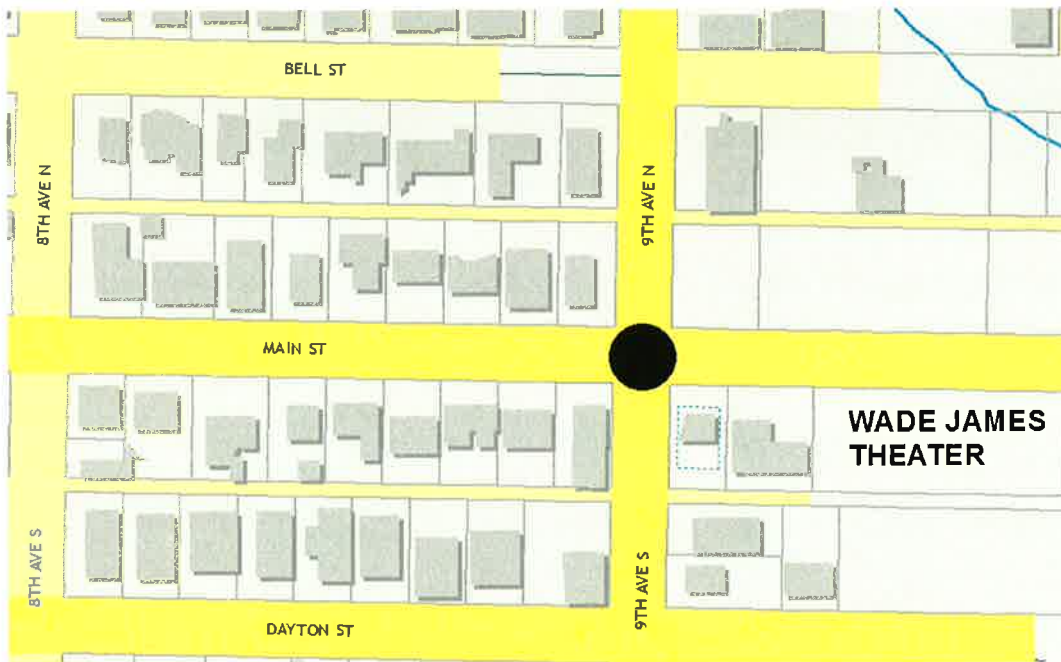 BELL ST
8TH AVE N
9TH AVE N
MAIN ST
WADE JAMES
THEATER
8TH AVE S
9TH AVE S
DAYTON ST